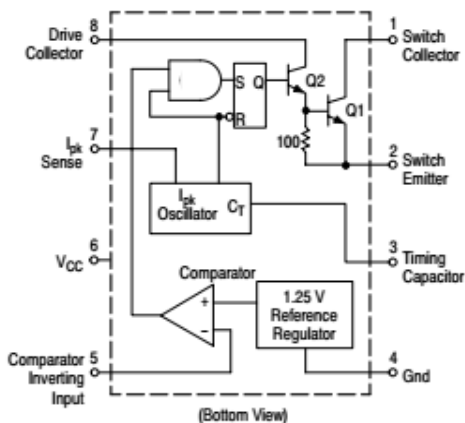 Drive
Collector
8
S Q
R
Q2
Q1
100
1
Switch
Collector
7
Ipk
Sense
2
Switch
Emitter
Ipk
Oscillator
CT
6
VCC
3
Timing
Capacitor
Comparator
+
−
1.25 V
Reference
Regulator
Comparator
Inverting
Input
5
4
Gnd
(Bottom View)